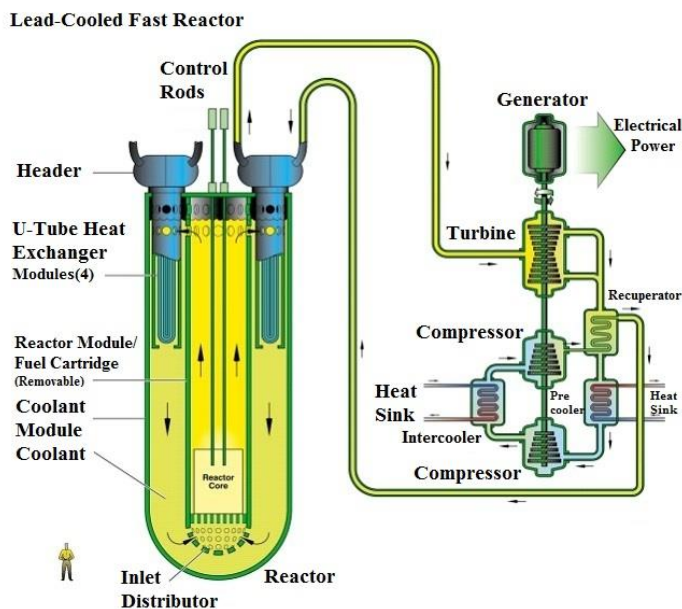 Lead-Cooled Fast Reactor
Control
Rods
Generator
Electrical
Power
Header
U-Tube Heat
Exchanger
Modules(4)
Turbine
Recuperator
Compressor
Reactor Module/
Fuel Cartridge
(Removable)
Heat
Sink
Pre
cooler
Heat
Sink
Intercooler
Coolant
Module
Coolant
Compressor
Reactor
Core
Inlet
Distributor
Reactor